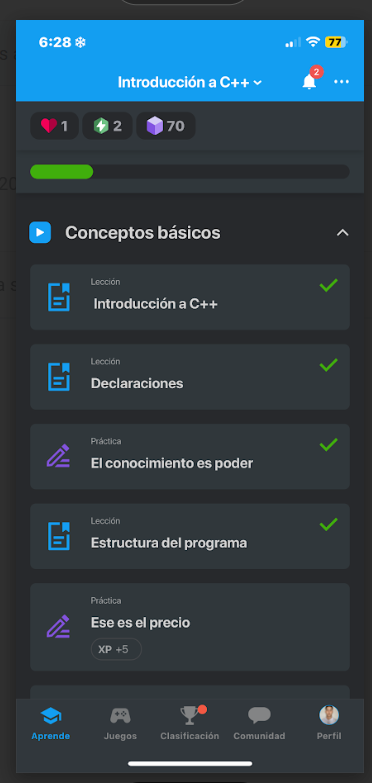 6:28
77
Introducción a C++
2
1
2
70
Conceptos básicos
Lección
Introducción a C++
Lección
Declaraciones
Práctica
El conocimiento es poder
Lección
Estructura del programa
Práctica
Ese es el precio
XP +5
Aprende
Juegos
Clasificación
Comunidad
Perfil